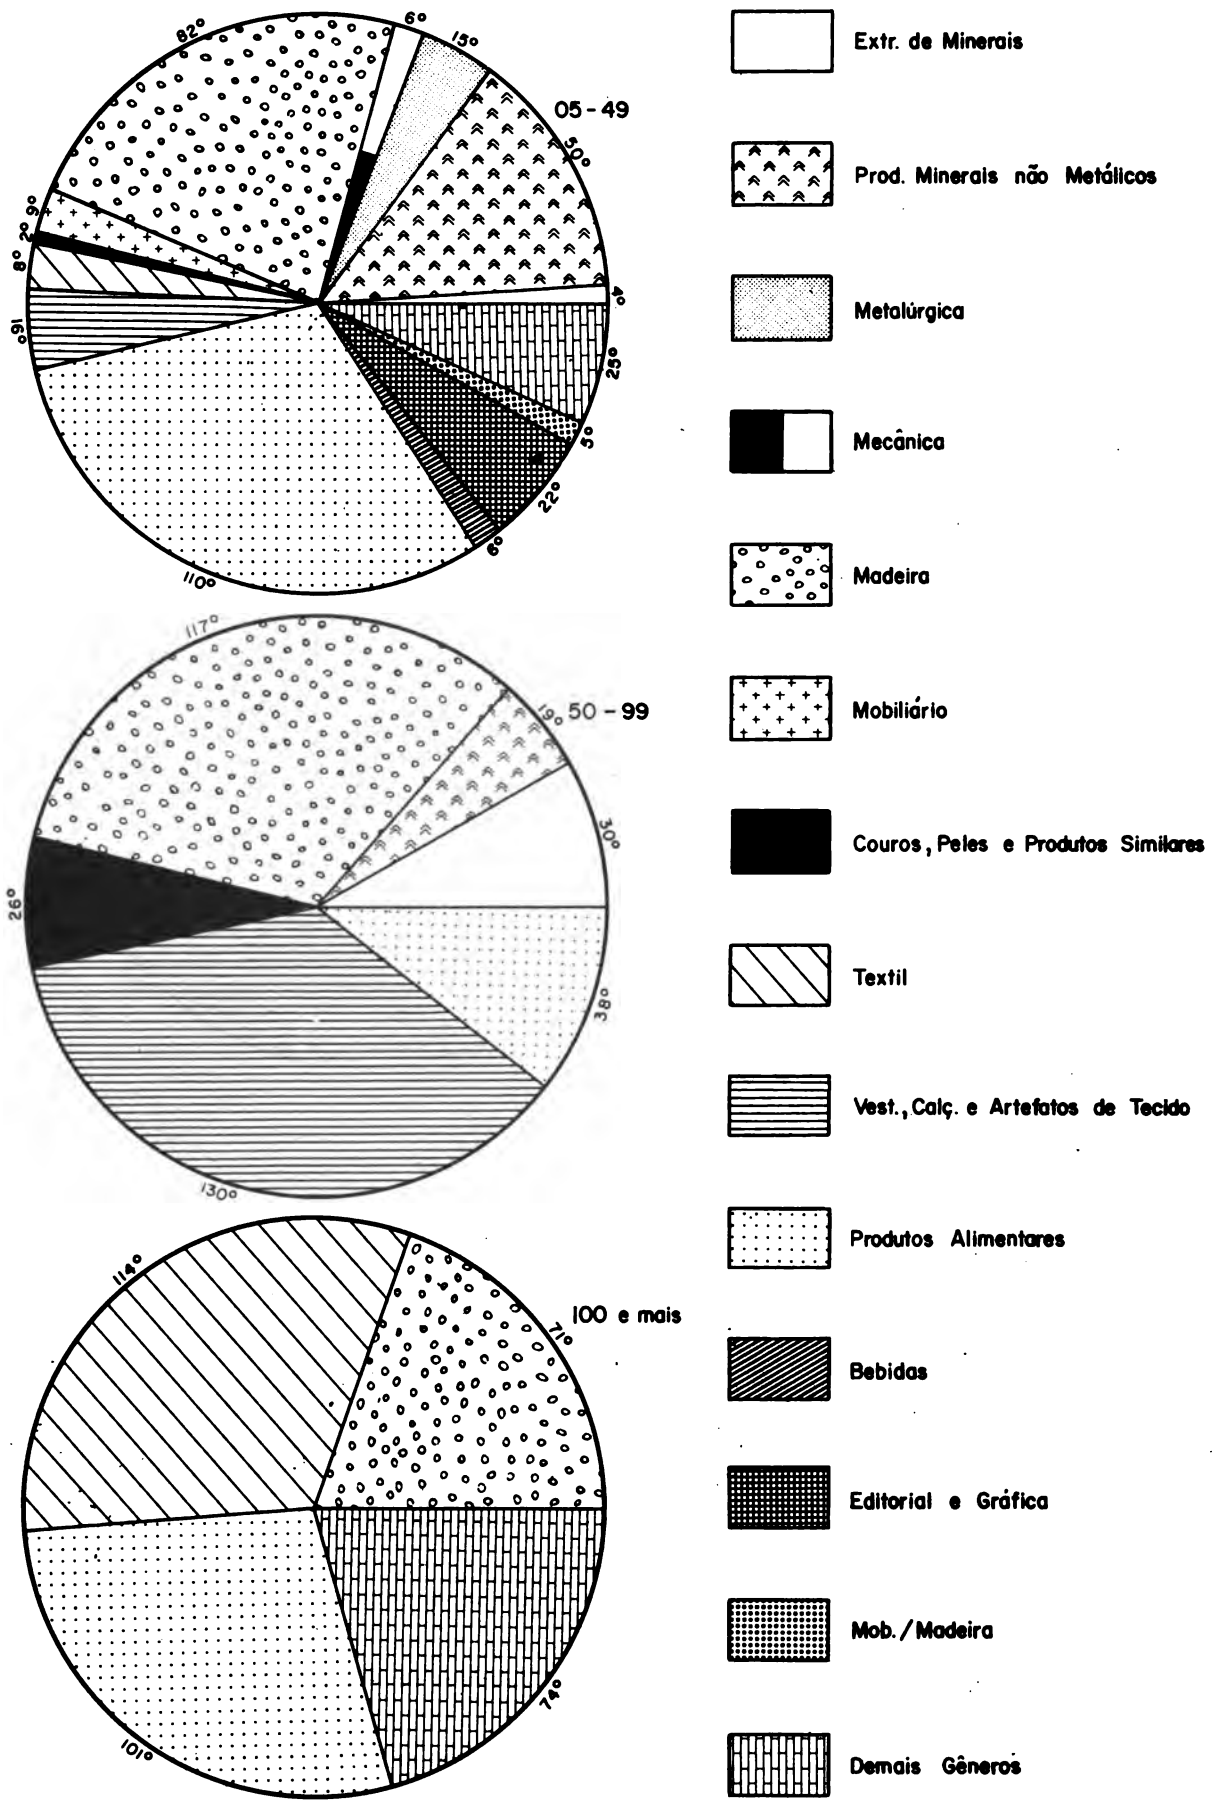 05 - 49
82º
6º
15º
50º
4º
25º
5º
22º
6º
110º
16º
8º
2º
9º
50 - 99
117º
19º
30º
38º
130º
26º
100 e mais
114º
71º
74º
101º
Extr. de Minerais
Prod. Minerais não Metálicos
Metalúrgica
Mecânica
Madeira
Mobiliário
Couros, Peles e Produtos Similares
Textil
Vest., Calç. e Artefatos de Tecido
Produtos Alimentares
Bebidas
Editorial e Gráfica
Mob./Madeira
Demais Gêneros